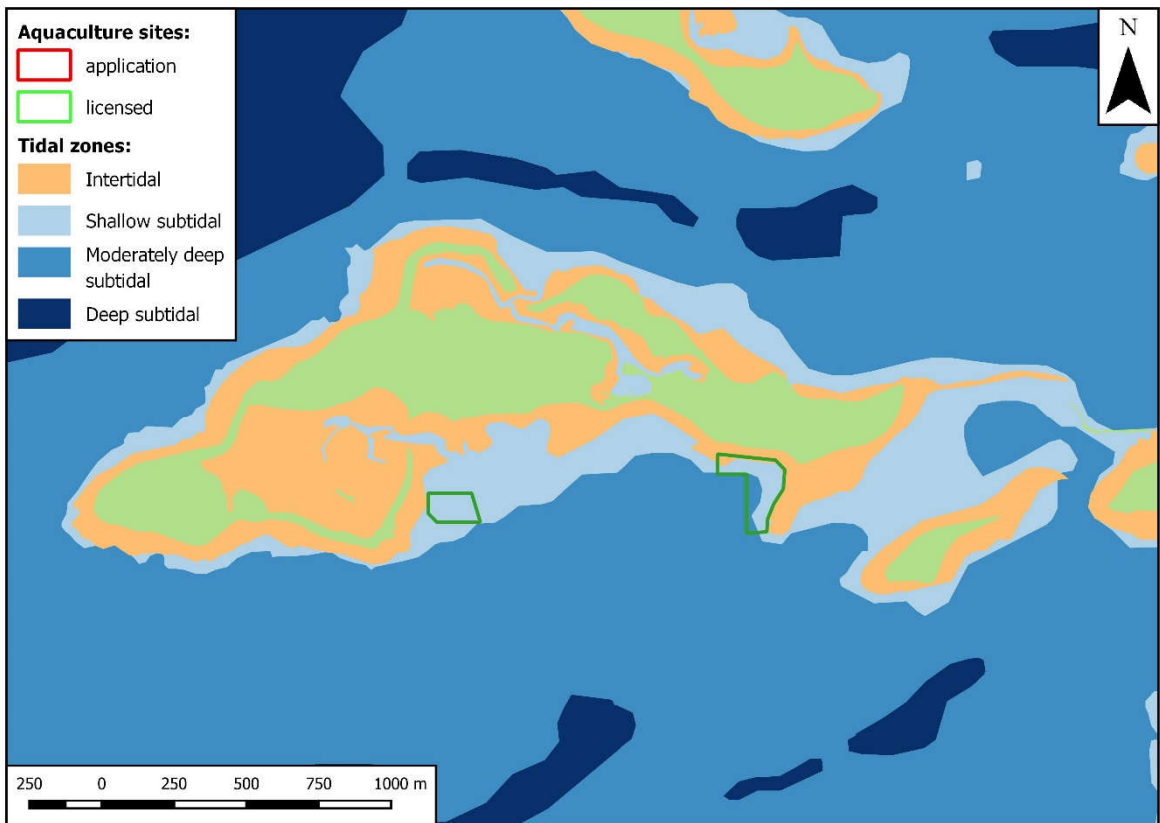 Aquaculture sites:
application
licensed
Tidal zones:
Intertidal
Shallow subtidal
Moderately deep
subtidal
Deep subtidal
N
250 0 250 500 750 1000 m